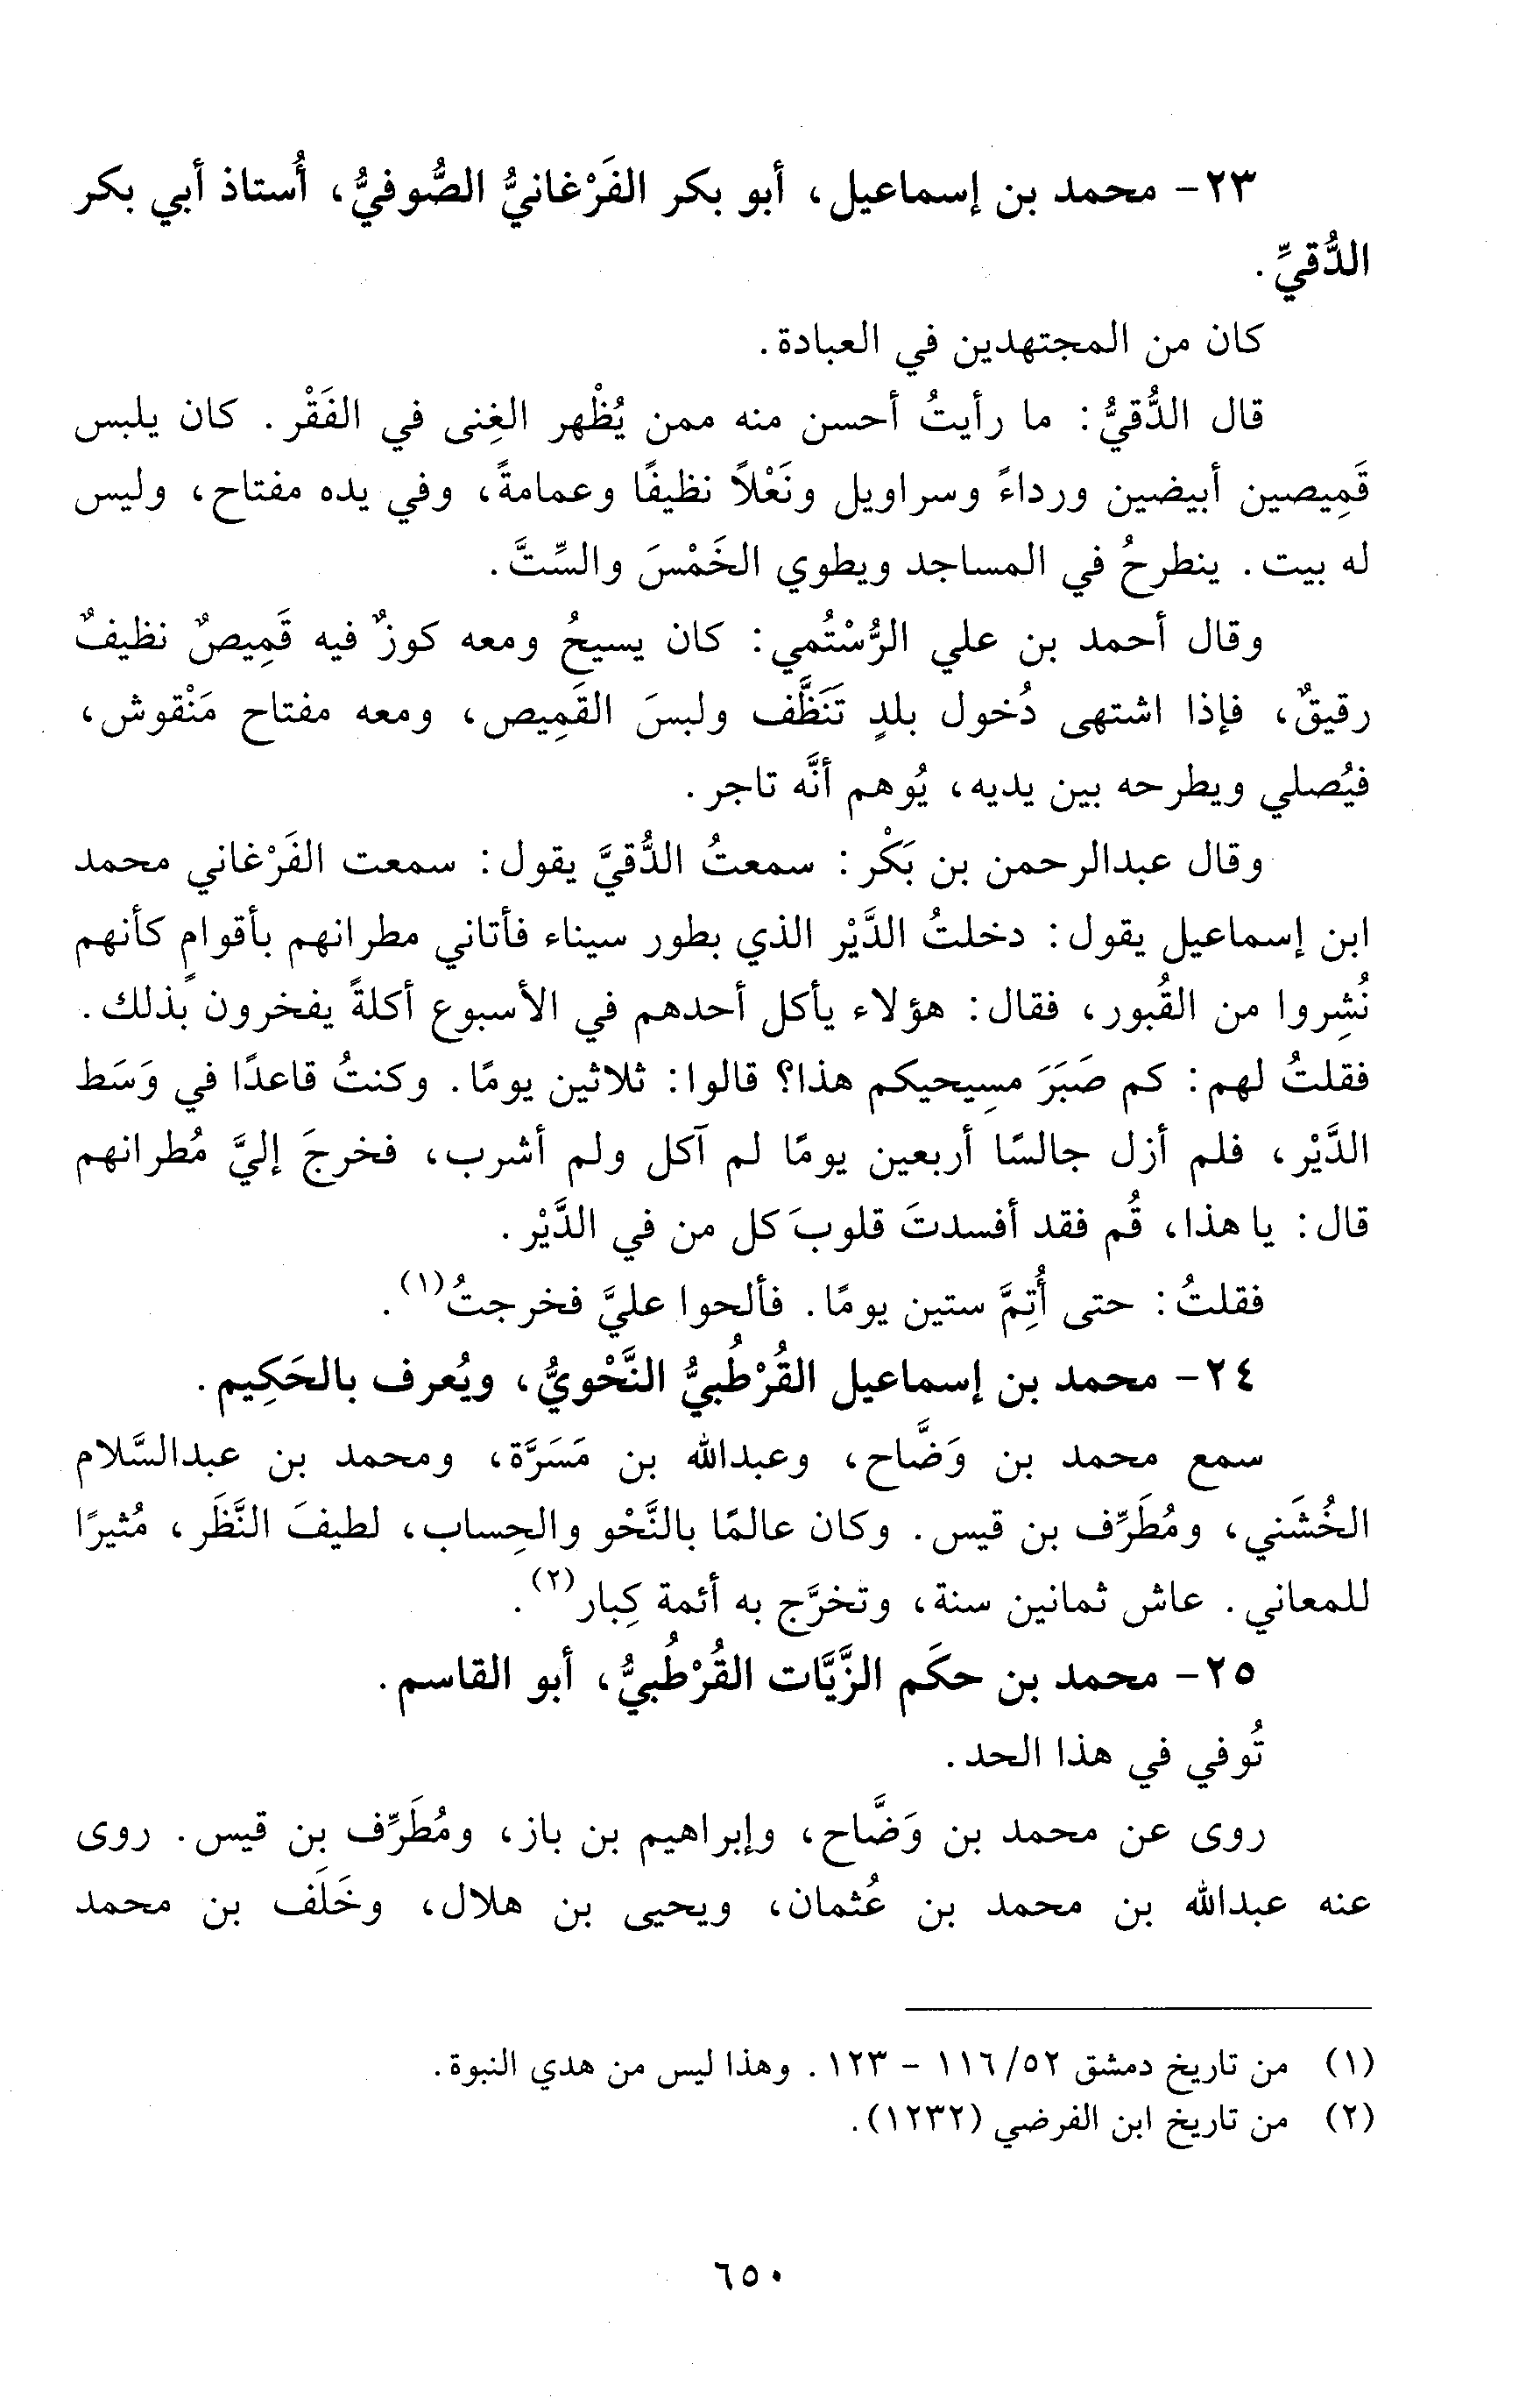 ٢٣- محمد بن إسماعيل، أبو بكر الفَرْغانيُّ الصُّوفيُّ، أُستاذ أبي بكر
الدُّقيِّ.
كان من المجتهدين في العبادة.
قال الدُّقيُّ: ما رأيتُ أحسن منه ممن يُظْهر الغِنى في الفَقْر. كان يلبس
قَمِيصين أبيضين ورداءً وسراويل ونَعْلاً نظيفًا وعمامةً، وفي يده مفتاح، وليس
له بيت. ينطرحُ في المساجد ويطوي الخَمْسَ والسِّتَّ.
وقال أحمد بن علي الرُّسْتُمي: كان يسيحُ ومعه كوزٌ فيه قَمِيصٌ نظيفٌ
رقيقٌ، فإذا اشتهى دُخول بلدٍ تَنَظَّف ولبسَ القَمِيص، ومعه مفتاح مَنْقوش،
فيُصلي ويطرحه بين يديه، يُوهم أنَّه تاجر.
وقال عبدالرحمن بن بَكْر: سمعتُ الدُّقيَّ يقول: سمعت الفَرْغاني محمد
ابن إسماعيل يقول: دخلتُ الدَّيْر الذي بطور سيناء فأتاني مطرانهم بأقوامٍ كأنهم
نُشِروا من القُبور، فقال: هؤلاء يأكل أحدهم في الأسبوع أكلةً يفخرون بذلك.
فقلتُ لهم: كم صَبَرَ مسِيحيكم هذا؟ قالوا: ثلاثين يومًا. وكنتُ قاعدًا في وَسَط
الدَّيْر، فلم أزل جالسًا أربعين يومًا لم آكل ولم أشرب، فخرجَ إليَّ مُطرانهم
قال: يا هذا، قُم فقد أفسدتَ قلوبَ كل من في الدَّيْر.
فقلتُ: حتى أُتِمَّ ستين يومًا. فألحوا عليَّ فخرجتُ(١).
٢٤- محمد بن إسماعيل القُرْطُبيُّ النَّحْويُّ، ويُعرف بالحَكِيم.
سمع محمد بن وَضَّاح، وعبدالله بن مَسَرَّة، ومحمد بن عبدالسَّلام
الخُشَني، ومُطَرِّف بن قيس. وكان عالمًا بالنَّحْو والحِساب، لطيفَ النَّظَر، مُثيرًا
للمعاني. عاش ثمانين سنة، وتخرَّج به أئمة كِبار(٢).
٢٥- محمد بن حكَم الزَّيَّات القُرْطُبيُّ، أبو القاسم.
تُوفي في هذا الحد.
روى عن محمد بن وَضَّاح، وإبراهيم بن باز، ومُطَرِّف بن قيس. روى
عنه عبدالله بن محمد بن عُثمان، ويحيى بن هلال، وخَلَف بن محمد
(١) من تاريخ دمشق ٥٢/ ١١٦ - ١٢٣. وهذا ليس من هدي النبوة.
(٢) من تاريخ ابن الفرضي (١٢٣٢).
٦٥٠